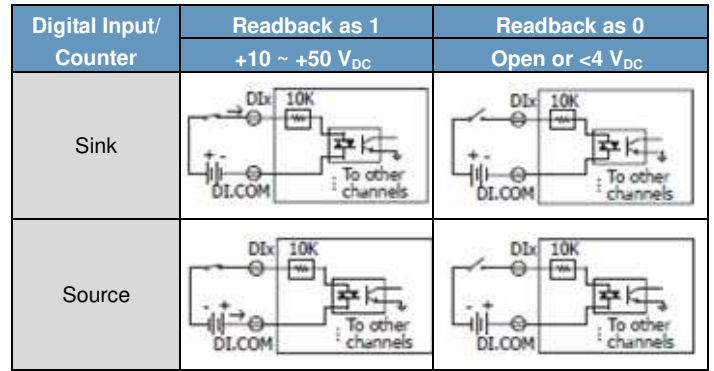 Digital Input/
Counter
Readback as 1
Readback as 0
+10 ~ +50 VDC
Open or <4 VDC
Sink
DIx 10K
+ -
DI.COM
To other
channels
DIx 10K
+ -
DI.COM
To other
channels
Source
DIx 10K
- +
DI.COM
To other
channels
DIx 10K
- +
DI.COM
To other
channels